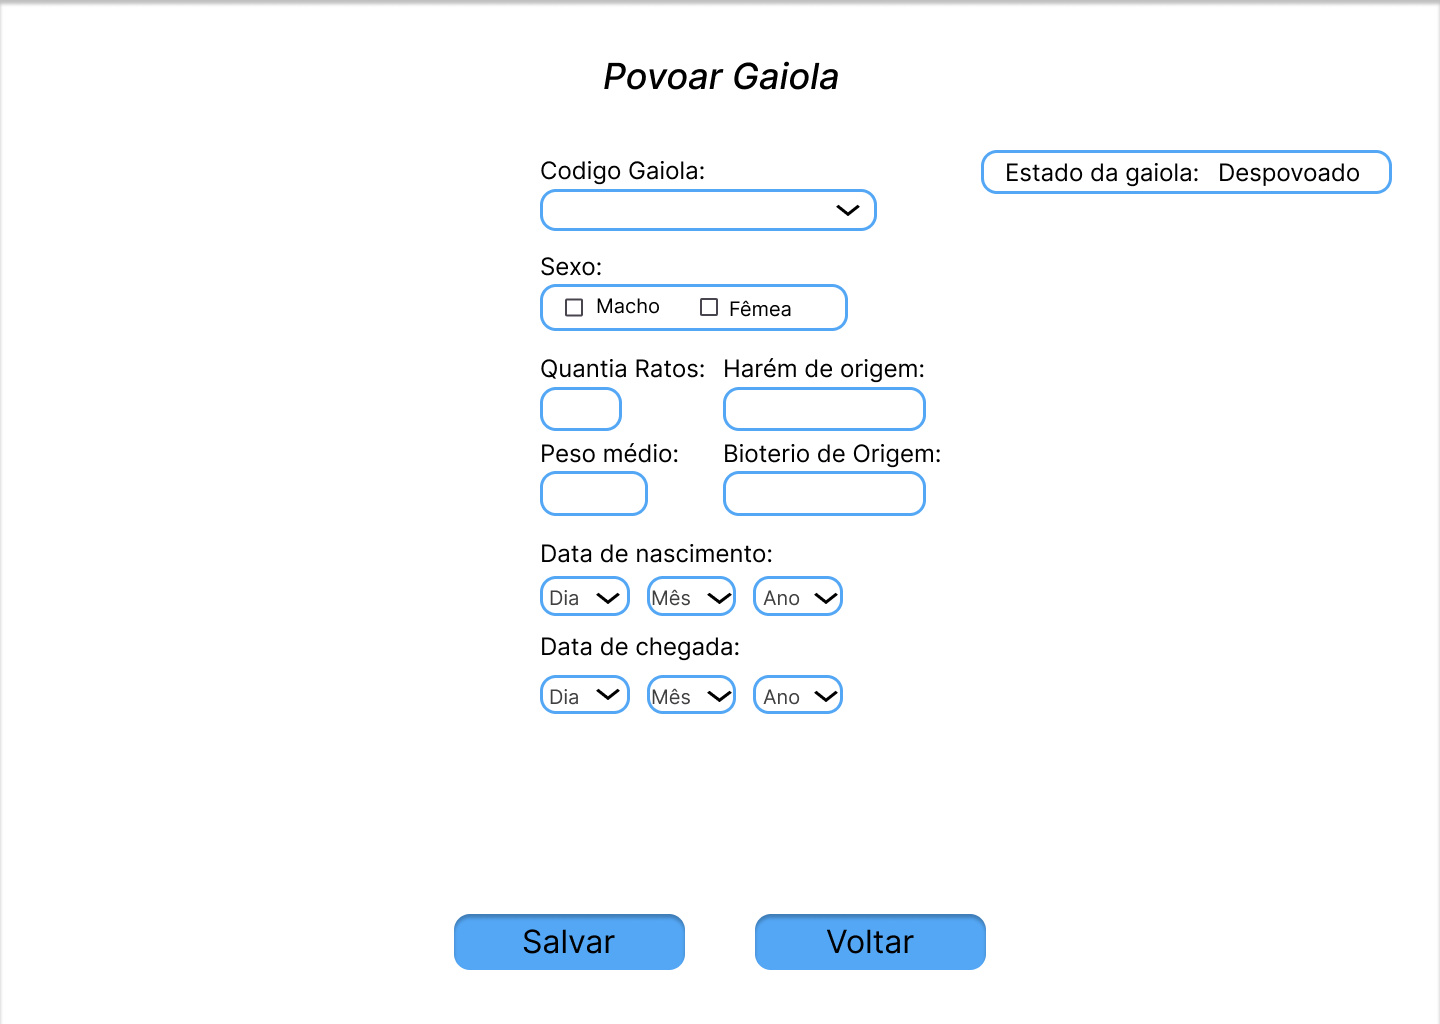 Povoar Gaiola
Codigo Gaiola:
Estado da gaiola: Despovoado
Sexo:
Macho Fêmea
Quantia Ratos: Harém de origem:
Peso médio: Bioterio de Origem:
Data de nascimento:
Dia Mês Ano
Data de chegada:
Dia Mês Ano
Salvar Voltar